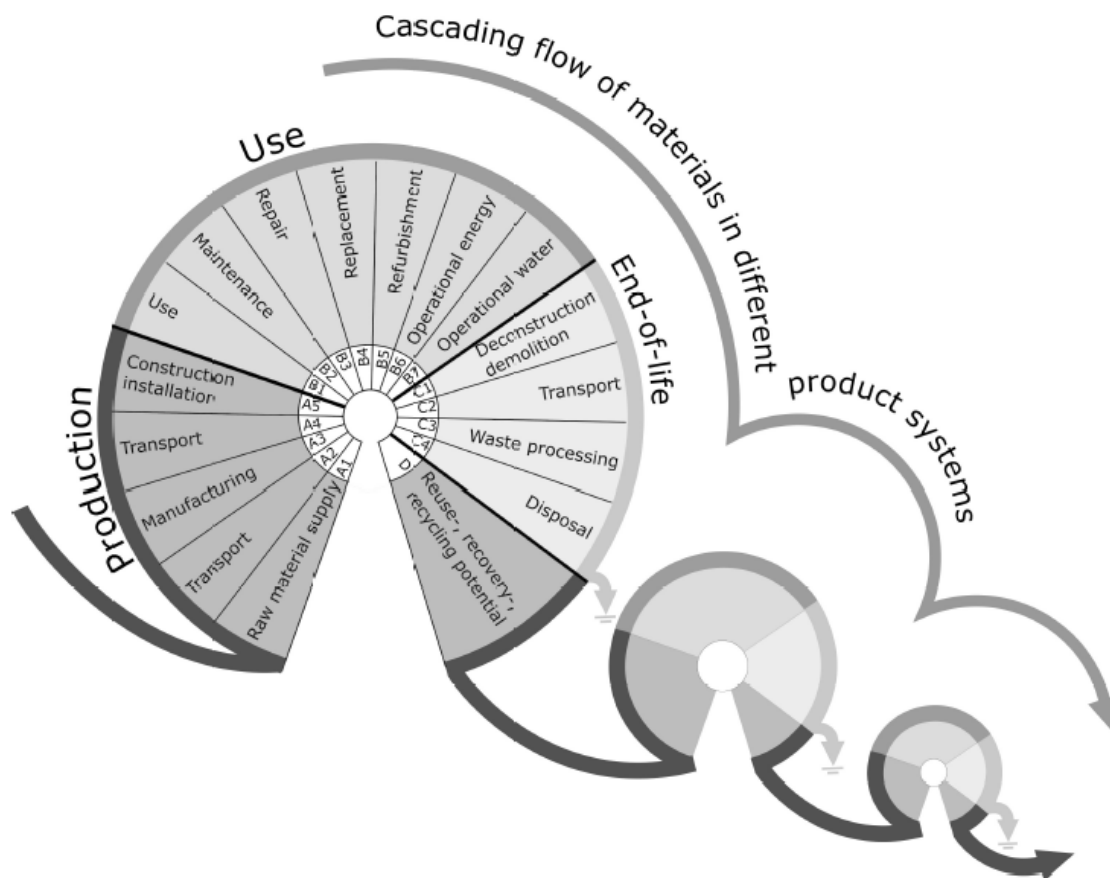 Cascading flow of materials in different
product systems
Production
Use
End-of-life
Raw material supply
Transport
Manufacturing
Transport
Construction
installation
Use
Maintenance
Repair
Replacement
Refurbishment
Operational energy
Operational water
Deconstruction
demolition
Transport
Waste processing
Disposal
Reuse-, recovery-,
recycling potential
A1
A2
A3
A4
A5
B1
B2
B3
B4
B5
B6
B7
C1
C2
C3
C4
D